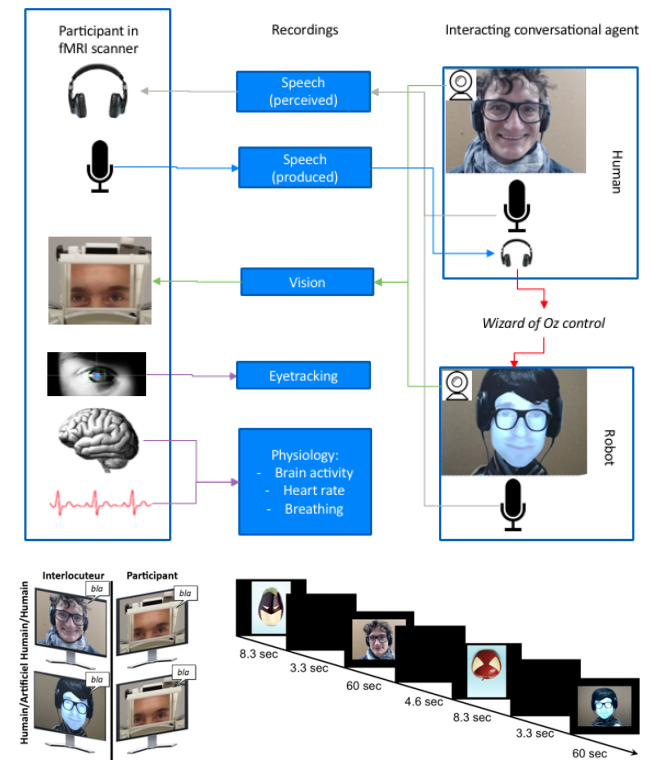 Participant in
fMRI scanner
Recordings
Interacting conversational agent
Speech
(perceived)
Speech
(produced)
Human
Vision
Wizard of Oz control
Eyetracking
Robot
Physiology:
- Brain activity
- Heart rate
- Breathing
Interlocuteur
Participant
bla
bla
bla
bla
Humain/Artificiel Humain/Humain
8.3 sec
3.3 sec
60 sec
4.6 sec
8.3 sec
3.3 sec
60 sec